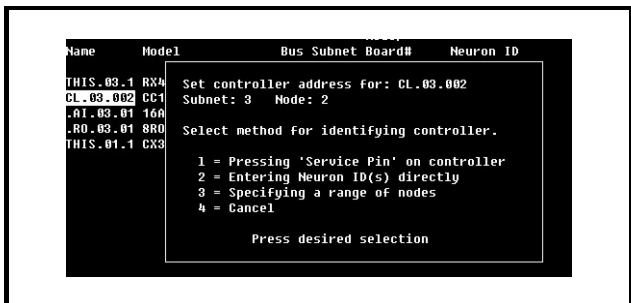 Name Model Bus Subnet Board# Neuron ID
THIS.03.1 RX4
CL.03.002 CC1
.AI.03.01 16A
.RO.03.01 8RO
THIS.01.1 CX3
Set controller address for: CL.03.002
Subnet: 3 Node: 2
Select method for identifying controller.
1 = Pressing 'Service Pin' on controller
2 = Entering Neuron ID(s) directly
3 = Specifying a range of nodes
4 = Cancel
Press desired selection